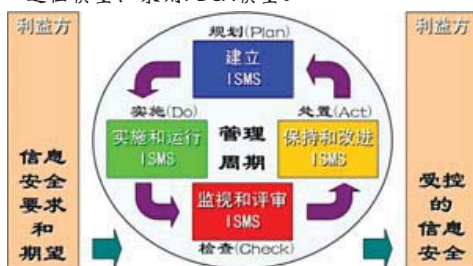 利益方
规划(Plan)
利益方
建立
ISMS
实施(Do)
处置(Act)
实施和运行
ISMS
管理
周期
保持和改进
ISMS
信息
安全
要求
和
期望
监视和评审
ISMS
检查(Check)
受控
的
信息
安全